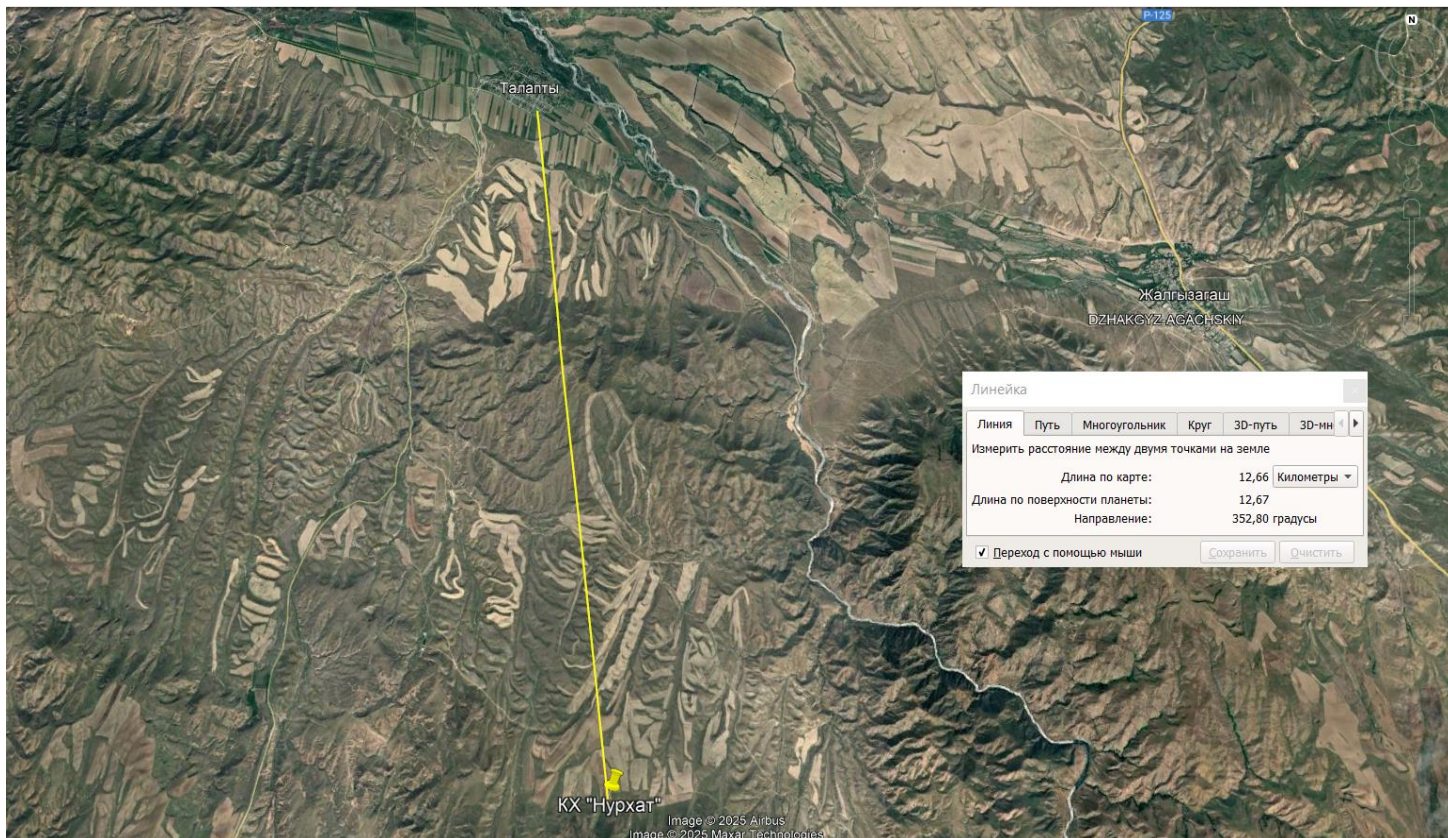 P-125
N
Талапты
Жалгызагаш
DZHAKGYZ-AGACHSKIY
Линейка
Линия Путь Многоугольник Круг 3D-путь
Измерить расстояние между двумя точками на земле
Длина по карте: 12,66 Километры
Длина по поверхности планеты: 12,67
Направление: 352,80 градусы
Переход с помощью мыши Сохранить Очистить
КХ "Нурхат"
Image © 2025 Airbus
Image © 2025 Maxar Technologies